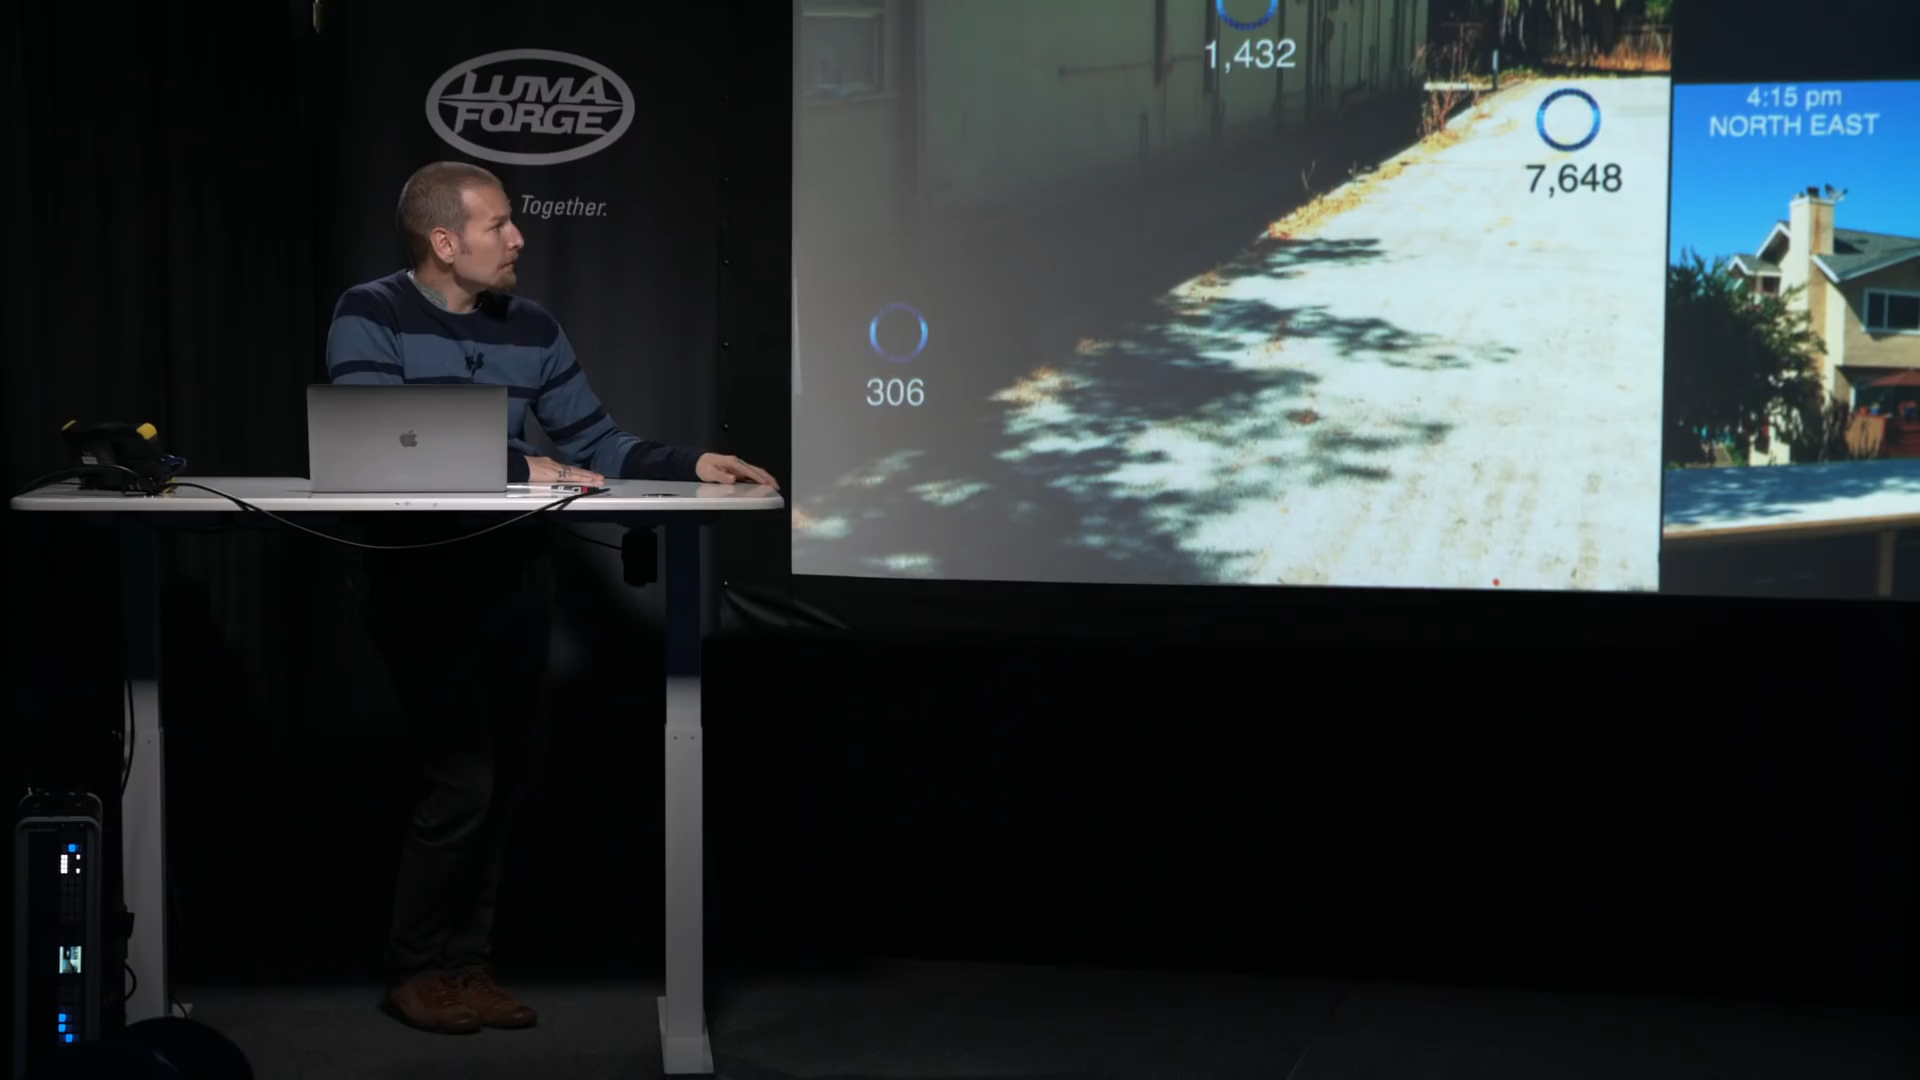 LUMA
FORGE
Together.
1,432
7,648
306
4:15 pm
NORTH EAST